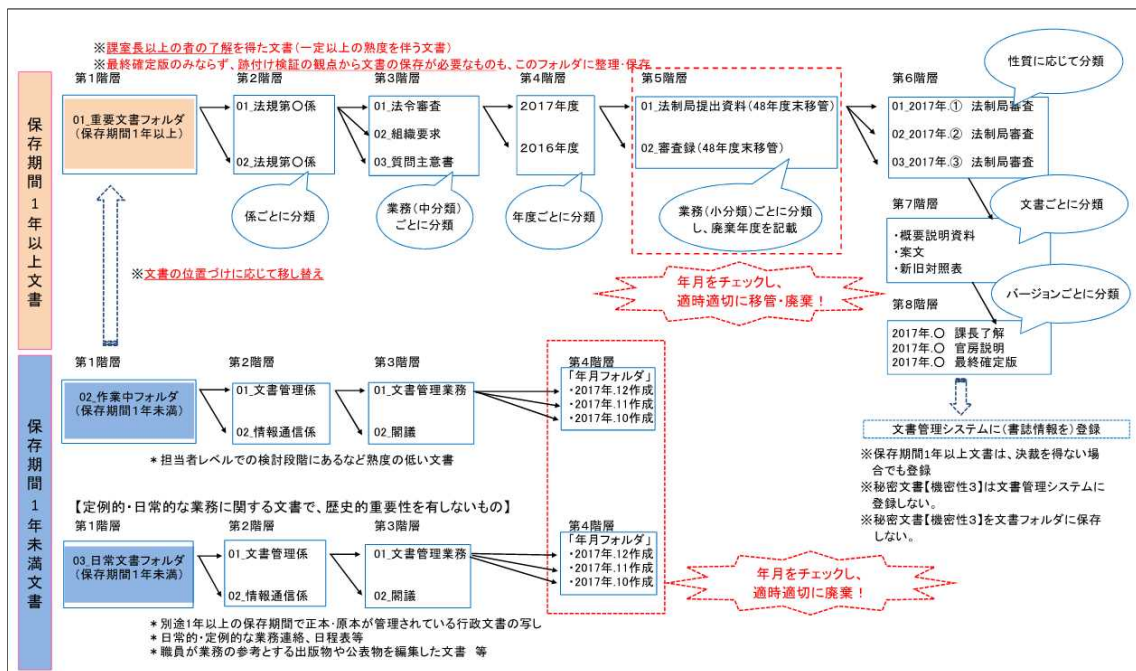 ※課室長以上の者の了解を得た文書(一定以上の熟度を伴う文書)
※最終確定版のみならず、跡付け検証の観点から文書の保存が必要なものも、このフォルダに整理・保存
保存期間1年以上文書
第1階層
01_重要文書フォルダ
(保存期間1年以上)
第2階層
01_法規第〇係
02_法規第〇係
係ごとに分類
第3階層
01_法令審査
02_組織要求
03_質問主意書
業務(中分類)
ごとに分類
第4階層
2017年度
2016年度
年度ごとに分類
第5階層
01_法制局提出資料(48年度末移管)
02_審査録(48年度末移管)
業務(小分類)ごとに分類
し、廃棄年度を記載
第6階層
01_2017年.① 法制局審査
02_2017年.② 法制局審査
03_2017年.③ 法制局審査
性質に応じて分類
第7階層
・概要説明資料
・案文
・新旧対照表
文書ごとに分類
第8階層
2017年.〇 課長了解
2017年.〇 官房説明
2017年.〇 最終確定版
バージョンごとに分類
※文書の位置づけに応じて移し替え
年月をチェックし、
適時適切に移管・廃棄!
文書管理システムに(書誌情報を)登録
※保存期間1年以上文書は、決裁を得ない場
合でも登録
※秘密文書【機密性3】は文書管理システムに
登録しない。
※秘密文書【機密性3】を文書フォルダに保存
しない。
保存期間1年未満文書
第1階層
02_作業中フォルダ
(保存期間1年未満)
第2階層
01_文書管理係
02_情報通信係
第3階層
01_文書管理業務
02_閣議
第4階層
「年月フォルダ」
・2017年.12作成
・2017年.11作成
・2017年.10作成
*担当者レベルでの検討段階にあるなど熟度の低い文書
【定例的・日常的な業務に関する文書で、歴史的重要性を有しないもの】
第1階層
03_日常文書フォルダ
(保存期間1年未満)
第2階層
01_文書管理係
02_情報通信係
第3階層
01_文書管理業務
02_閣議
第4階層
「年月フォルダ」
・2017年.12作成
・2017年.11作成
・2017年.10作成
年月をチェックし、
適時適切に廃棄!
*別途1年以上の保存期間で正本・原本が管理されている行政文書の写し
*日常的・定例的な業務連絡、日程表等
*職員が業務の参考とする出版物や公表物を編集した文書 等